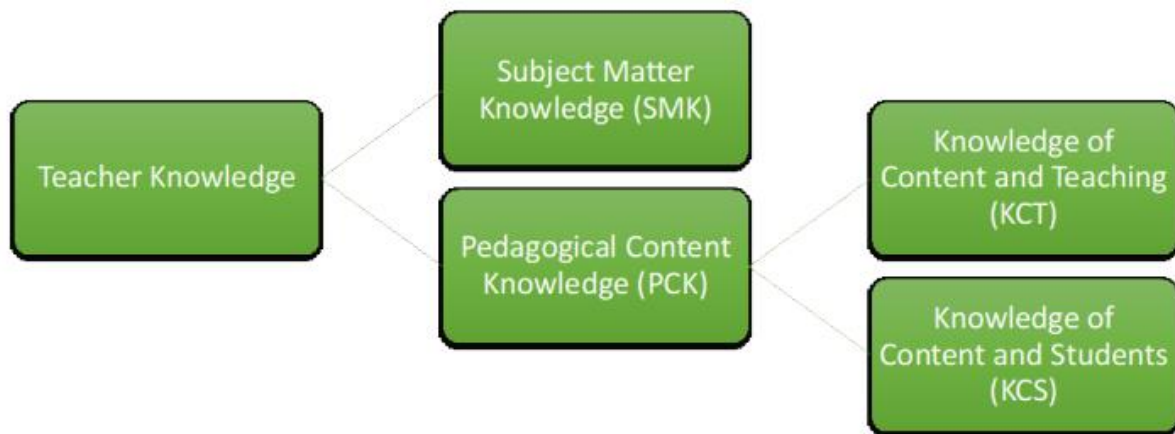 Teacher Knowledge
Subject Matter
Knowledge (SMK)
Pedagogical Content
Knowledge (PCK)
Knowledge of
Content and Teaching
(KCT)
Knowledge of
Content and Students
(KCS)